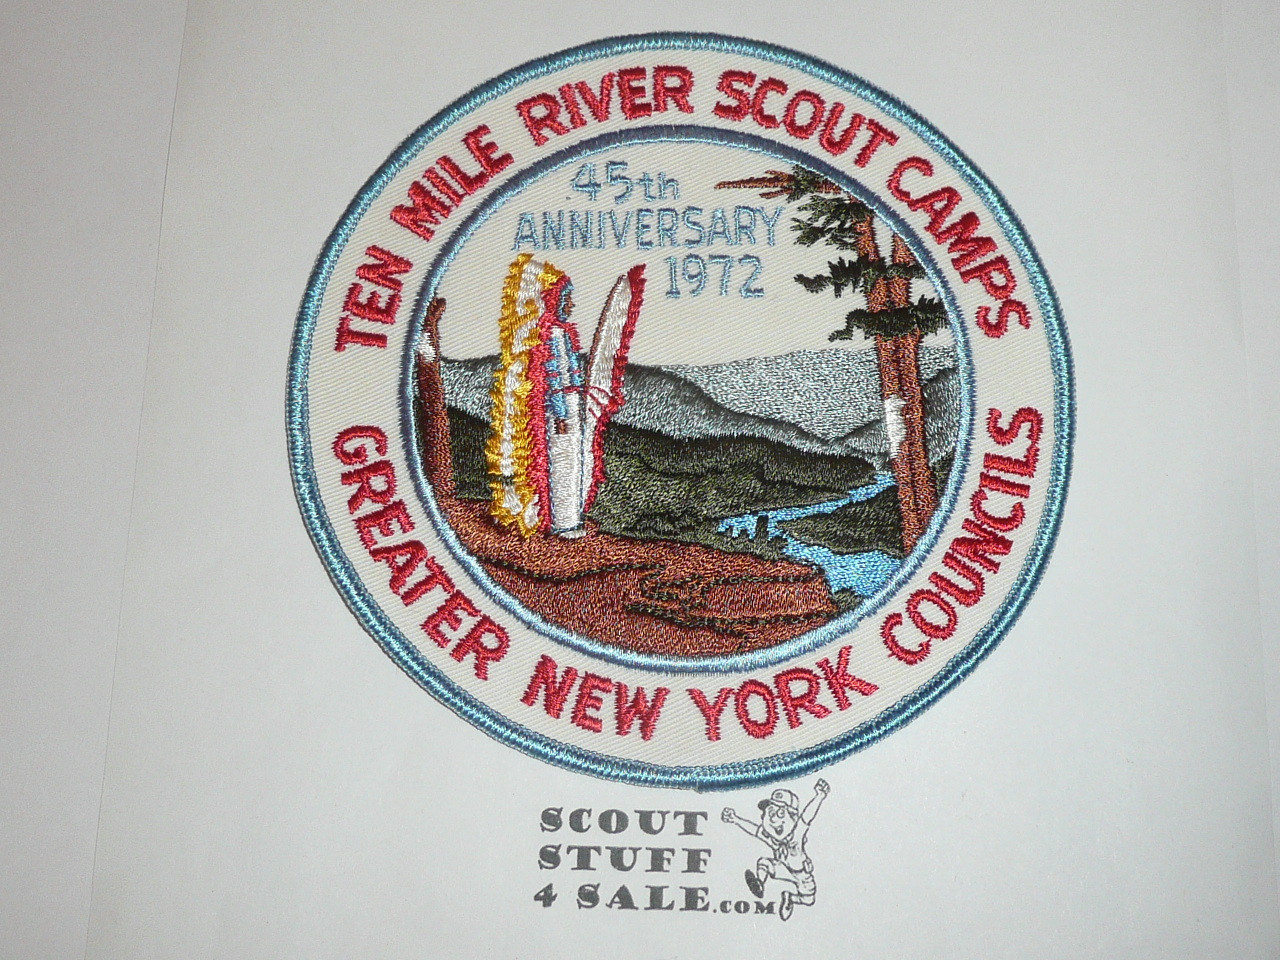 TEN MILE RIVER SCOUT CAMPS
45th
ANNIVERSARY
1972
GREATER NEW YORK COUNCILS
SCOUT
STUFF
4 SALE.COM